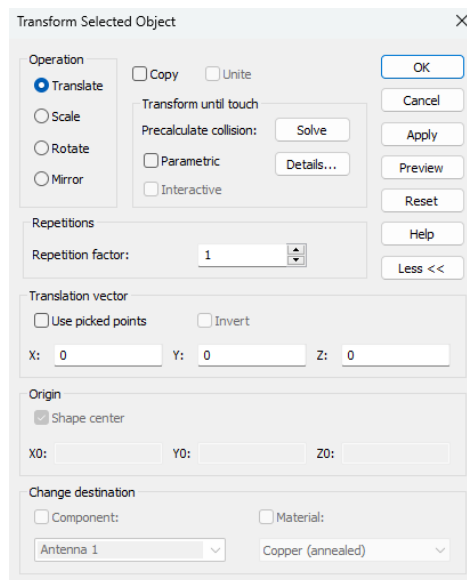 Transform Selected Object
Operation
Translate
Scale
Rotate
Mirror
Copy
Unite
Transform until touch
Precalculate collision:
Solve
Parametric
Details...
Interactive
OK
Cancel
Apply
Preview
Reset
Help
Less <<
Repetitions
Repetition factor:
1
Translation vector
Use picked points
Invert
X: 0
Y: 0
Z: 0
Origin
Shape center
X0:
Y0:
Z0:
Change destination
Component:
Material:
Antenna 1
Copper (annealed)